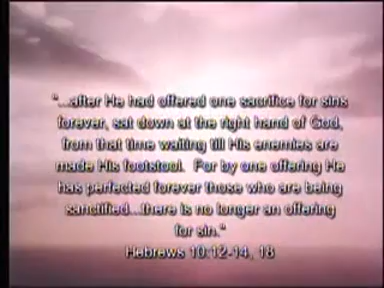 "...after He had offered one sacrifice for sins
forever, sat down at the right hand of God,
from that time waiting till His enemies are
made His footstool.  For by one offering He
has perfected forever those who are being
sanctified...there is no longer an offering
for sin."
Hebrews 10:12-14, 18